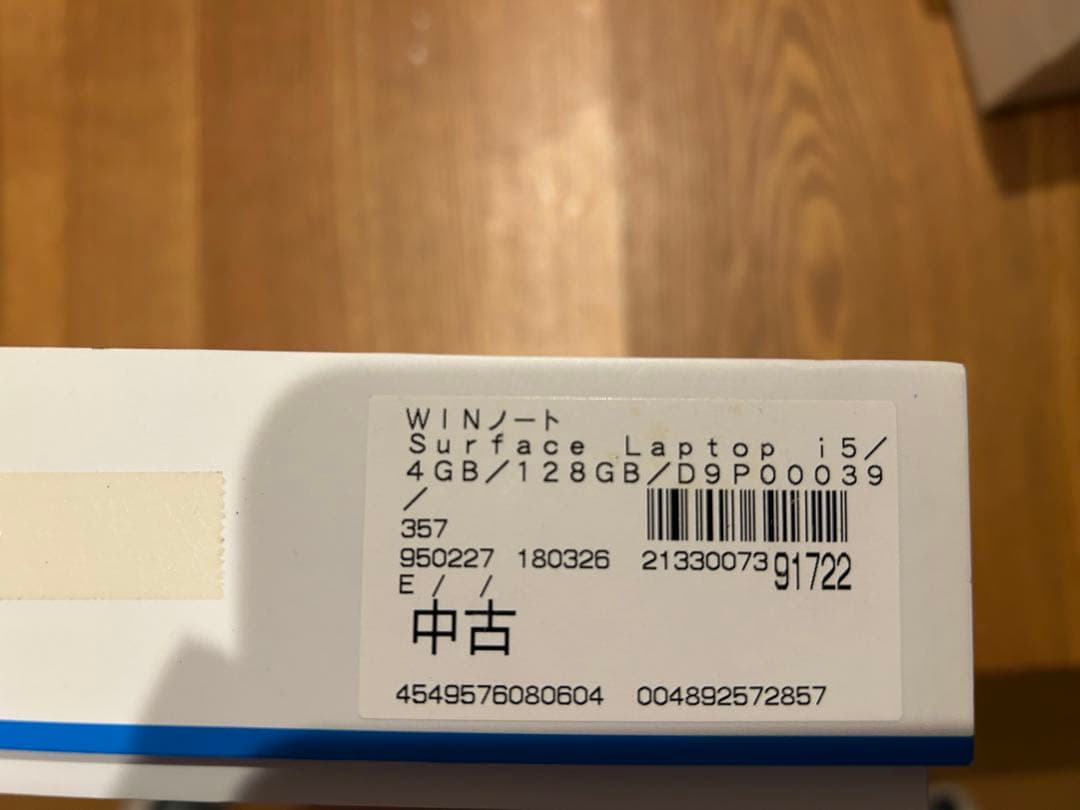 WINノート
Surface Laptop i5/
4GB/128GB/D9P00039
/
357
950227 180326 2133007391722
E / /
中古
4549576080604 004892572857